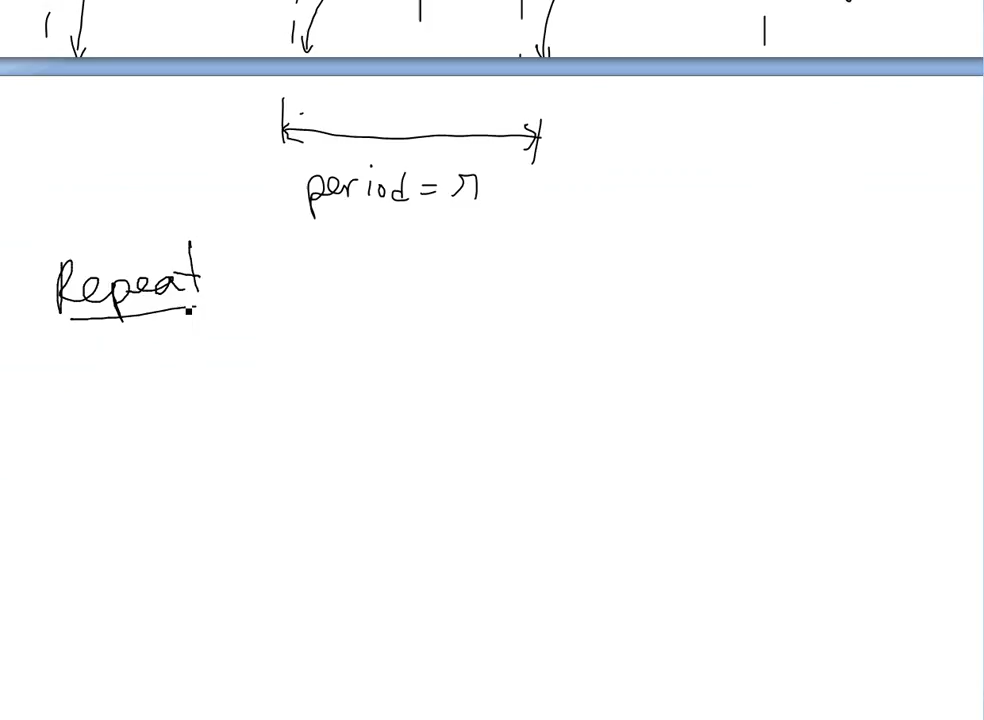 period = π
Repeat